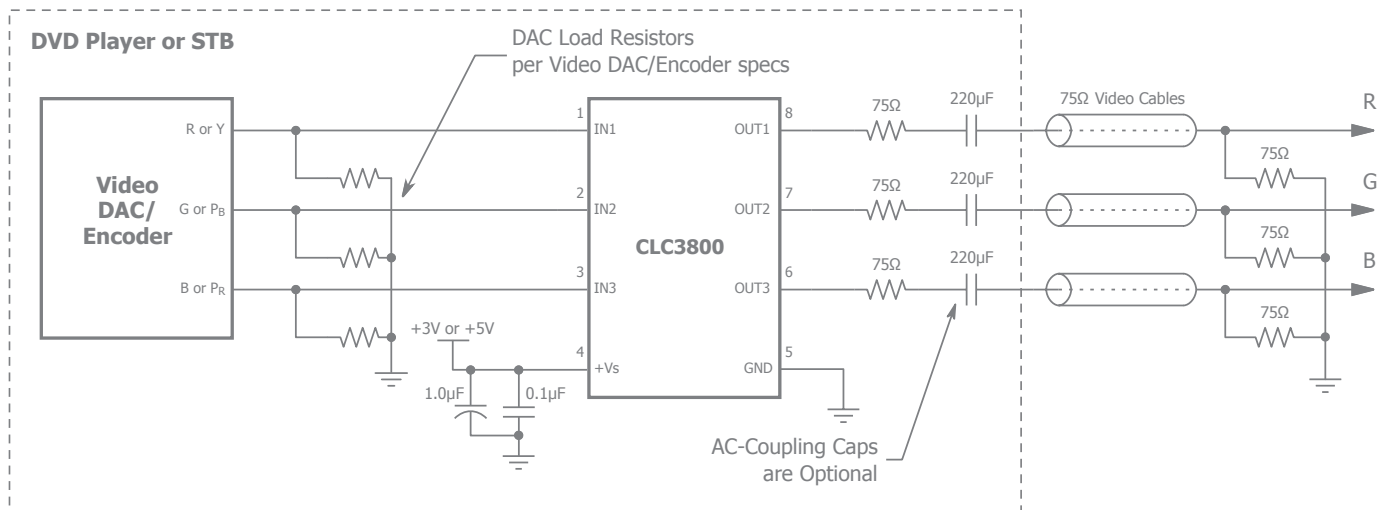 DVD Player or STB
DAC Load Resistors
per Video DAC/Encoder specs
Video
DAC/
Encoder
R or Y
G or PB
B or PR
1
IN1
2
IN2
3
IN3
4
+Vs
CLC3800
8
OUT1
7
OUT2
6
OUT3
5
GND
+3V or +5V
1.0µF
0.1µF
75Ω
220µF
75Ω
220µF
75Ω
220µF
AC-Coupling Caps
are Optional
75Ω Video Cables
75Ω
75Ω
75Ω
R
G
B